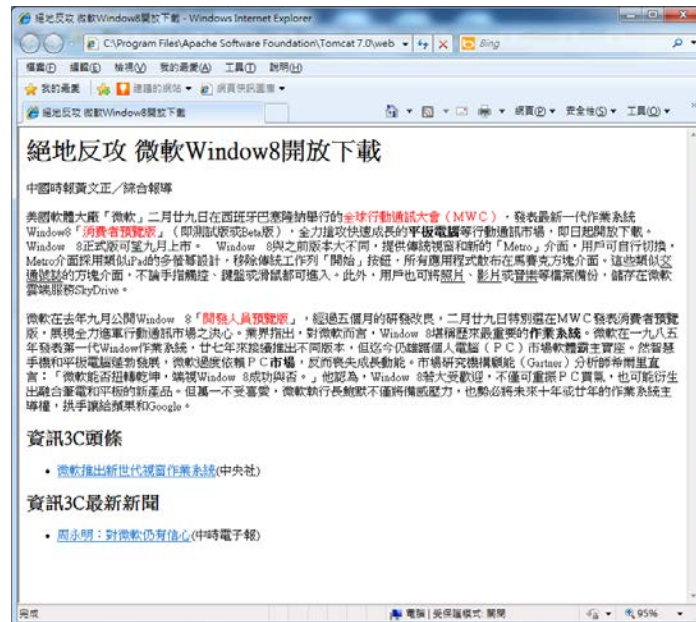 絕地反攻 微軟Window8開放下載 - Windows Internet Explorer
C:\Program Files\Apache Software Foundation\Tomcat 7.0\web
Bing
檔案(F) 編輯(E) 檢視(V) 我的最愛(A) 工具(T) 說明(H)
我的最愛 建議的網站 網頁快訊圖庫
絕地反攻 微軟Window8開放下載 網頁(P) 安全性(S) 工具(O)
絕地反攻 微軟Window8開放下載
中國時報黃文正／綜合報導
美國軟體大廠「微軟」二月廿九日在西班牙巴塞隆納舉行的全球行動通訊大會（ＭＷＣ），發表最新一代作業系統
Window8「消費者預覽版」（即測試版或Beta版），全力搶攻快速成長的平板電腦等行動通訊市場，即日起開放下載。
Window 8正式版可望九月上市。 Window 8與之前版本大不同，提供傳統視窗和新的「Metro」介面，用戶可自行切換，
Metro介面採用類似iPad的多螢幕設計，移除傳統工作列「開始」按鈕，所有應用程式散布在馬賽克方塊介面。這些類似交
通號誌的方塊介面，不論手指觸控、鍵盤或滑鼠都可進入。此外，用戶也可將照片、影片或音樂等檔案備份，儲存在微軟
雲端服務SkyDrive。
微軟在去年九月公開Window 8「開發人員預覽版」，經過五個月的研發改良，二月廿九日特別選在ＭＷＣ發表消費者預覽
版，展現全力進軍行動通訊市場之決心。業界指出，對微軟而言，Window 8堪稱歷來最重要的作業系統。微軟在一九八五
年發表第一代Window作業系統，廿七年來陸續推出不同版本，但迄今仍雄踞個人電腦（ＰＣ）市場軟體霸主寶座。然智慧
手機和平板電腦蓬勃發展，微軟過度依賴ＰＣ市場，反而喪失成長動能。市場研究機構顧能（Gartner）分析師希爾里直
言：「微軟能否扭轉乾坤，端視Window 8成功與否。」他認為，Window 8若大受歡迎，不僅可重振ＰＣ買氣，也可能衍生
出融合筆電和平板的新產品。但萬一不受喜愛，微軟執行長鮑默不僅將備感壓力，也勢必將未來十年或廿年的作業系統主
導權，拱手讓給蘋果和Google。
資訊3C頭條
微軟推出新世代視窗作業系統(中央社)
資訊3C最新新聞
周永明：對微軟仍有信心(中時電子報)
完成 電腦 | 受保護模式: 關閉 95%